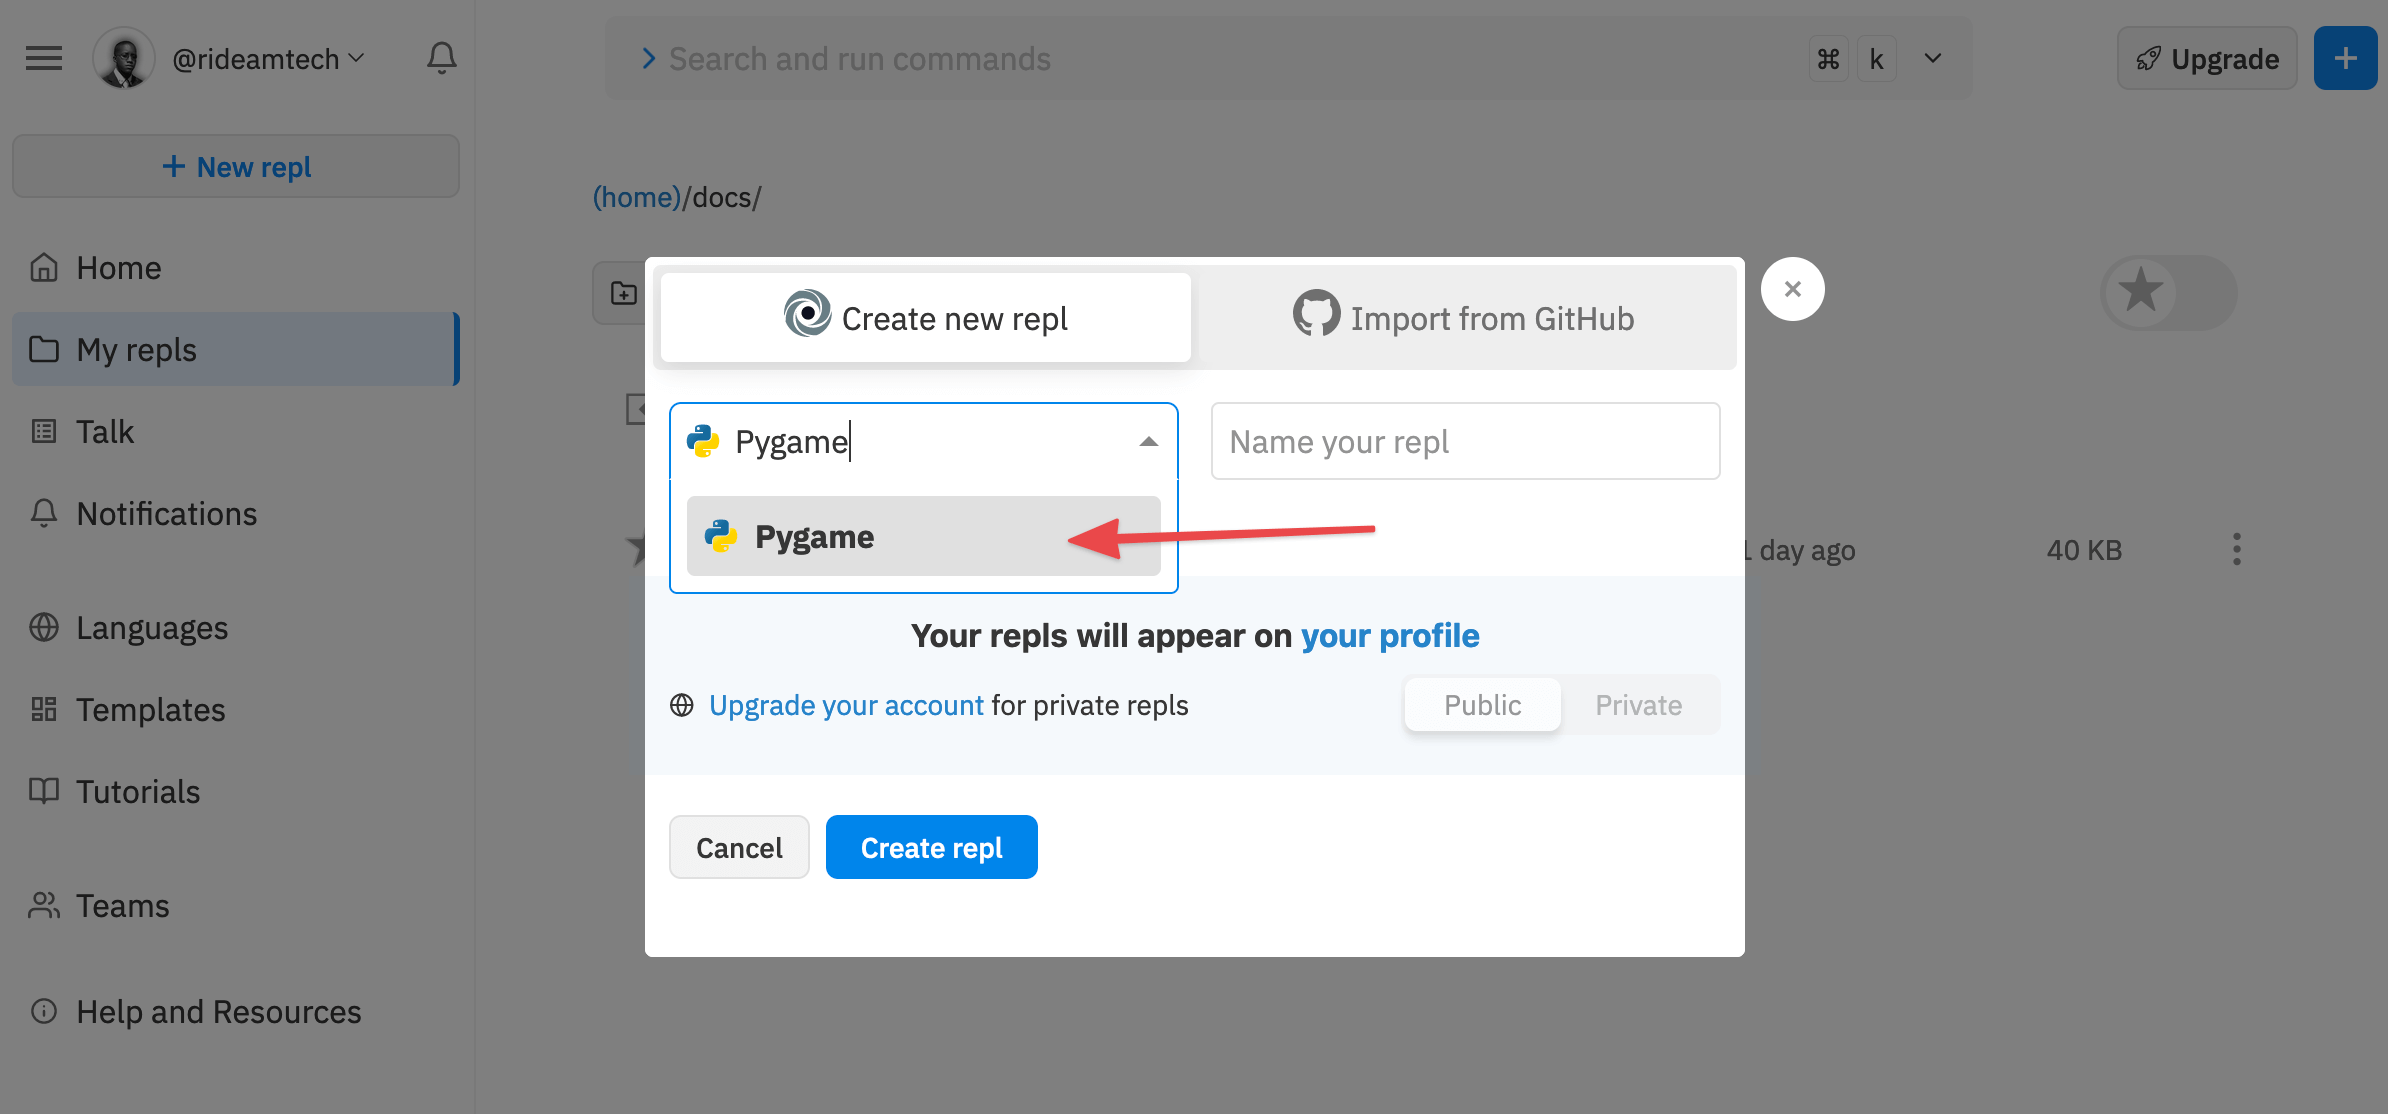 @rideamtech
Search and run commands
⌘ k
Upgrade
+
+ New repl
(home)/docs/
Home
My repls
Talk
Notifications
Languages
Templates
Tutorials
Teams
Help and Resources
Create new repl
Import from GitHub
Pygame
Name your repl
Pygame
1 day ago
40 KB
Your repls will appear on your profile
Upgrade your account for private repls
Public
Private
Cancel
Create repl